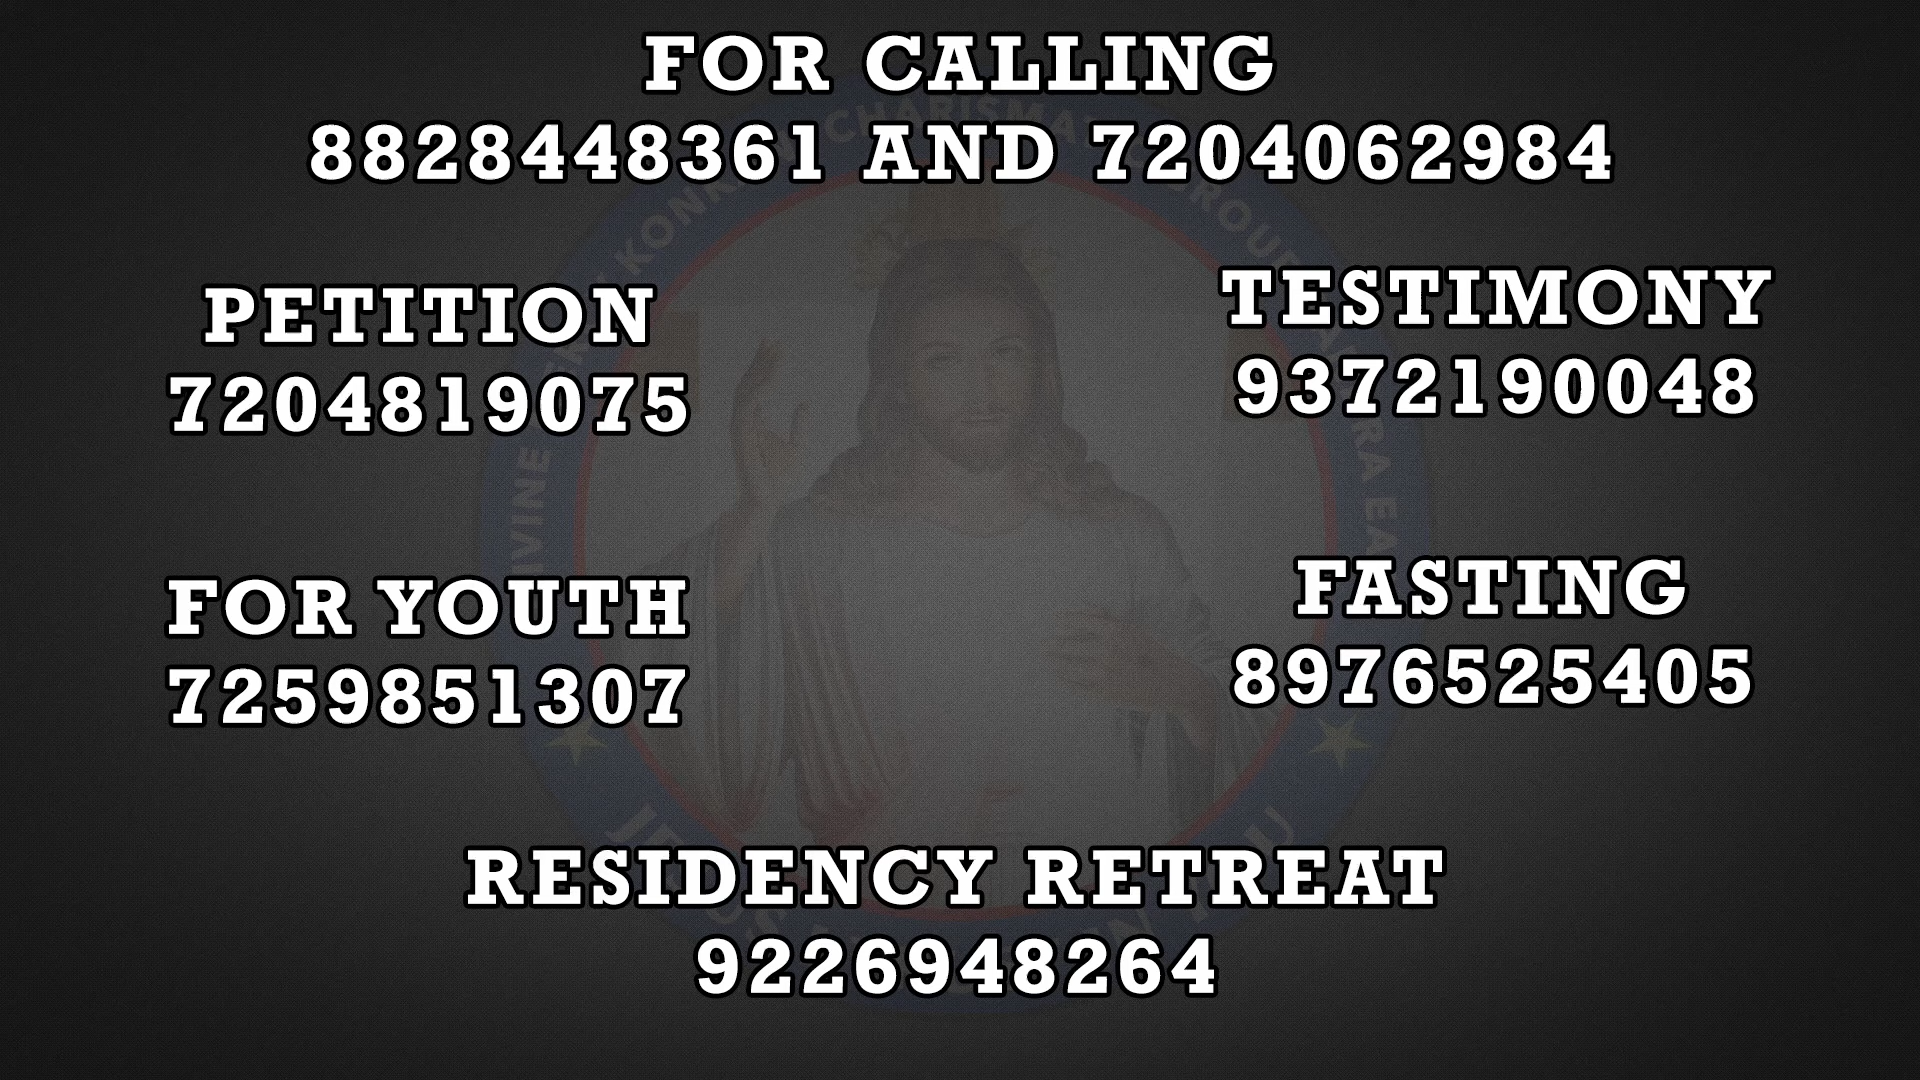 FOR CALLING
8828448361 AND 7204062984
PETITION
7204819075
TESTIMONY
9372190048
FOR YOUTH
7259851307
FASTING
8976525405
RESIDENCY RETREAT
9226948264